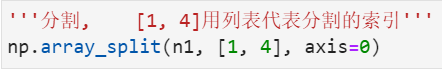 '''分割,    [1, 4]用列表代表分割的索引'''
np.array_split(n1, [1, 4], axis=0)